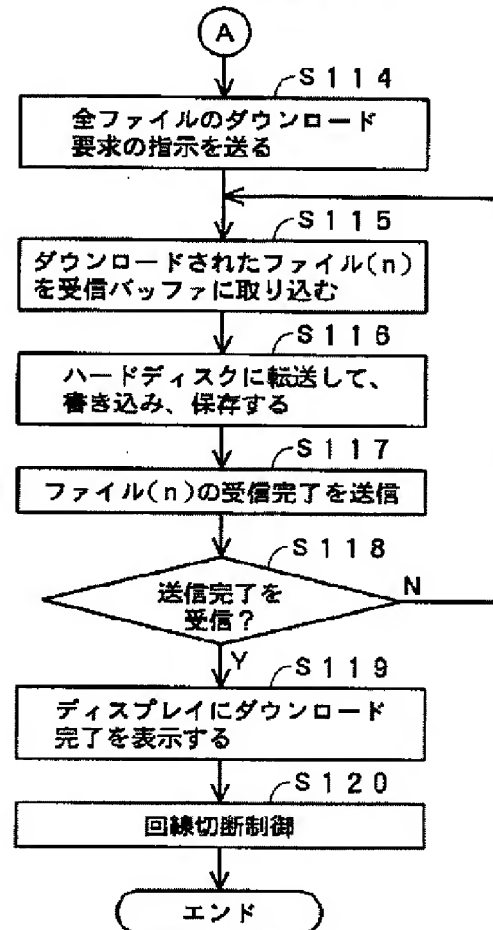 A
S114
全ファイルのダウンロード
要求の指示を送る
S115
ダウンロードされたファイル(n)
を受信バッファに取り込む
S116
ハードディスクに転送して、
書き込み、保存する
S117
ファイル(n)の受信完了を送信
S118
送信完了を
受信?
N
Y
S119
ディスプレイにダウンロード
完了を表示する
S120
回線切断制御
エンド